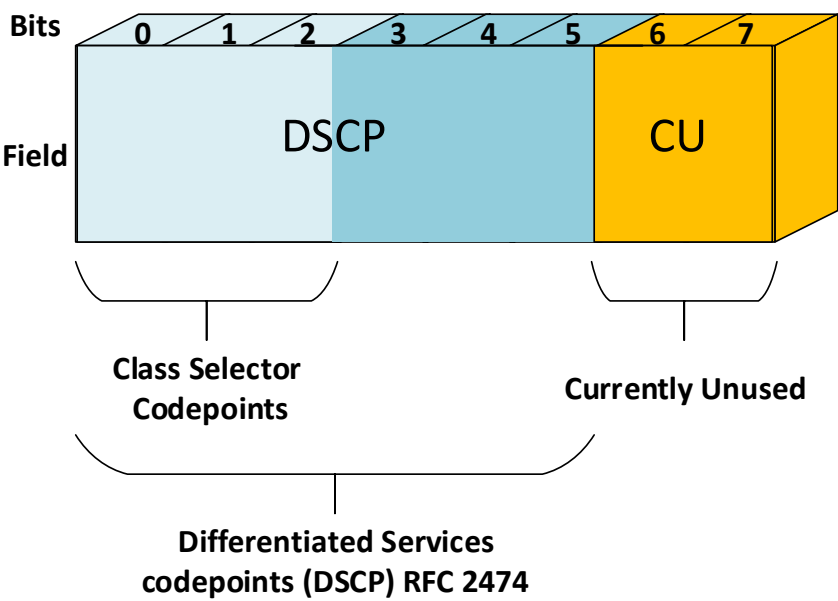 Bits 0 1 2 3 4 5 6 7
Field DSCP CU
Class Selector
Codepoints
Currently Unused
Differentiated Services
codepoints (DSCP) RFC 2474